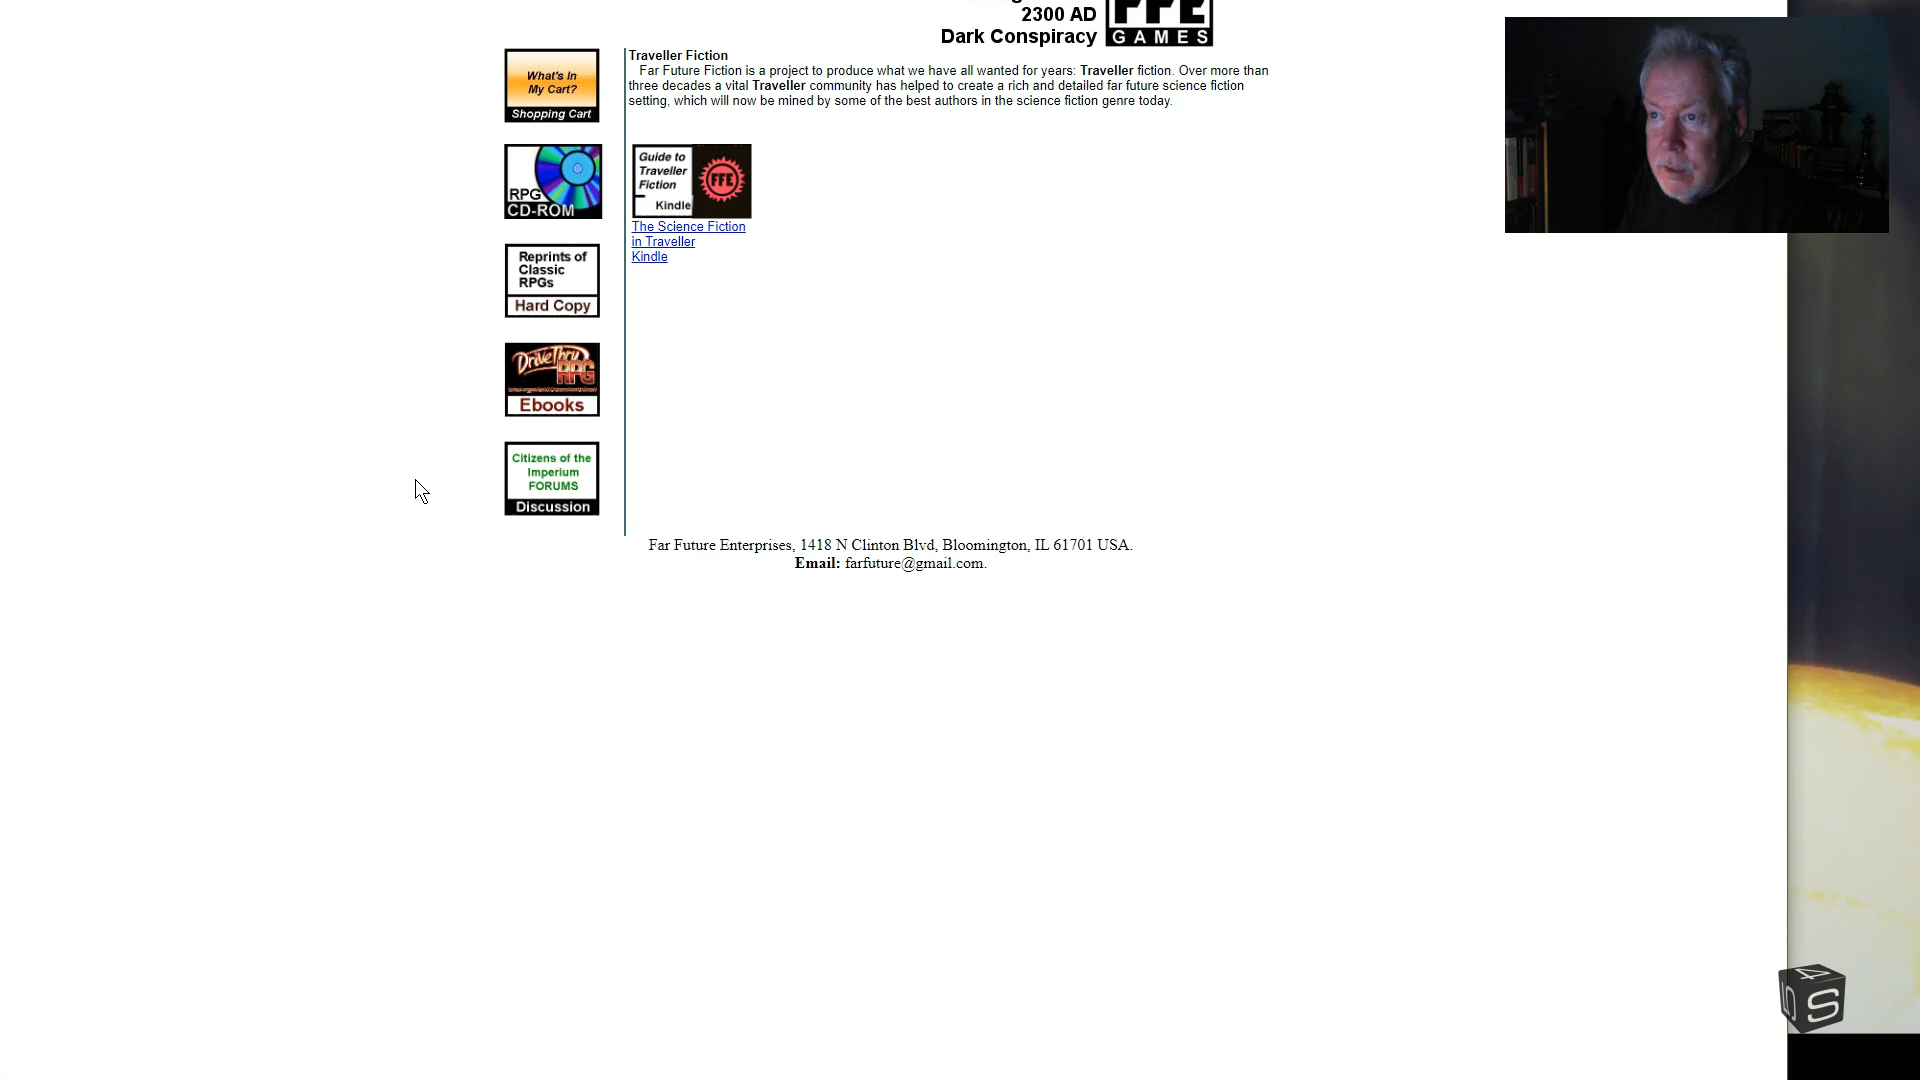 2300 AD
Dark Conspiracy
FFE
GAMES
What's In
My Cart?
Shopping Cart
RPG
CD-ROM
Reprints of
Classic
RPGs
Hard Copy
DriveThru
RPG
Ebooks
Citizens of the
Imperium
FORUMS
Discussion
Traveller Fiction
Far Future Fiction is a project to produce what we have all wanted for years: Traveller fiction. Over more than
three decades a vital Traveller community has helped to create a rich and detailed far future science fiction
setting, which will now be mined by some of the best authors in the science fiction genre today.
Guide to
Traveller
Fiction
Kindle
FFE
The Science Fiction
in Traveller
Kindle
Far Future Enterprises, 1418 N Clinton Blvd, Bloomington, IL 61701 USA.
Email: farfuture@gmail.com.
4
S